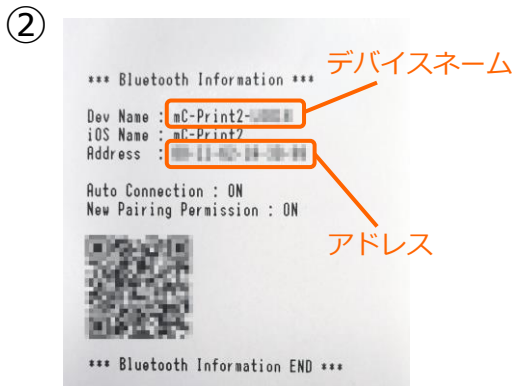 ②
*** Bluetooth Information ***
デバイスネーム
Dev Name : mC-Print2-
iOS Name : mC-Print2
Address :
Auto Connection : ON
New Pairing Permission : ON
アドレス
*** Bluetooth Information END ***